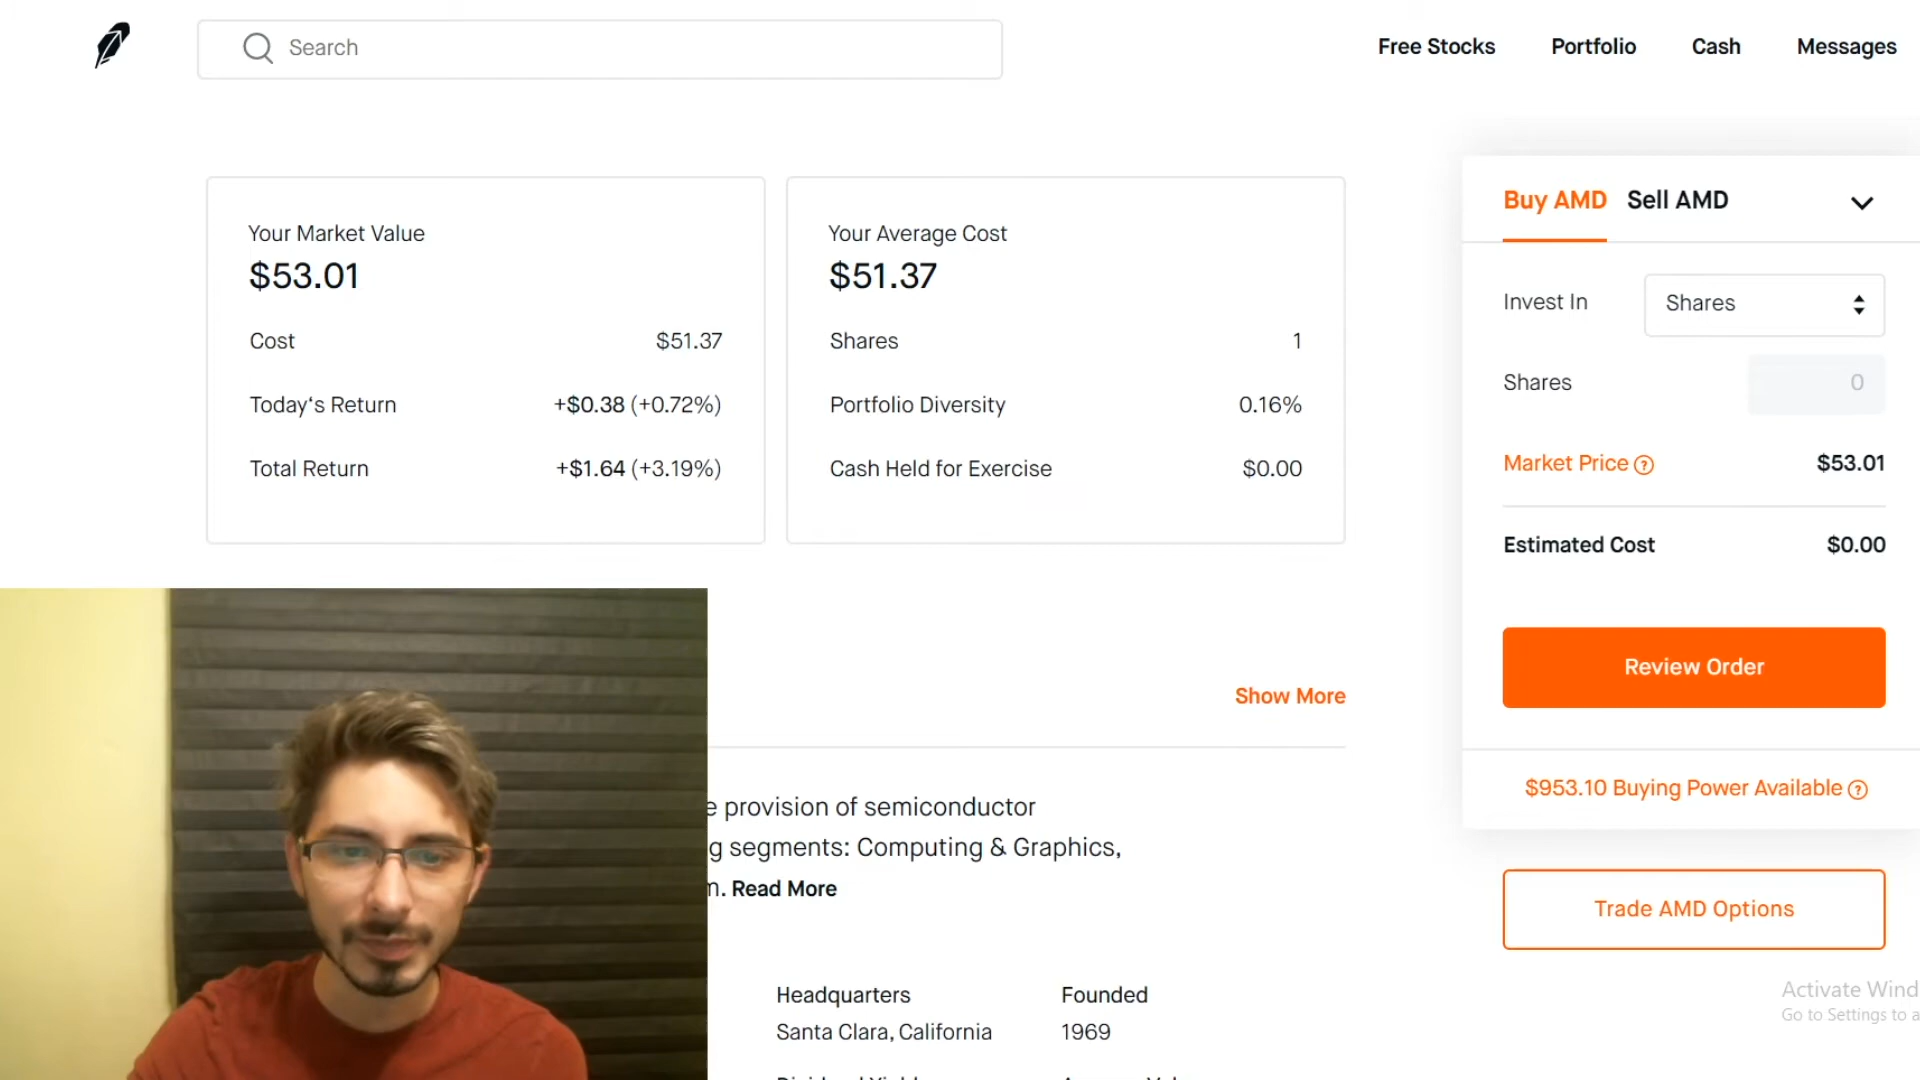 Search
Free Stocks Portfolio Cash Messages
Your Market Value
$53.01
Cost $51.37
Today's Return +$0.38 (+0.72%)
Total Return +$1.64 (+3.19%)
Your Average Cost
$51.37
Shares 1
Portfolio Diversity 0.16%
Cash Held for Exercise $0.00
Buy AMD Sell AMD
Invest In Shares
Shares 0
Market Price ?
$53.01
Estimated Cost $0.00
Review Order
$953.10 Buying Power Available ?
Trade AMD Options
Show More
e provision of semiconductor
g segments: Computing & Graphics,
. Read More
Headquarters
Santa Clara, California
Founded
1969
Activate Wind
Go to Settings to a